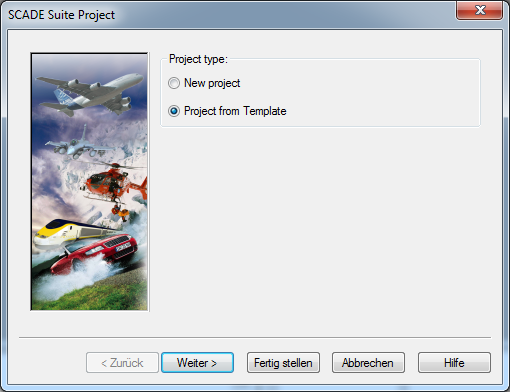 SCADE Suite Project
Project type:
New project
Project from Template
< Zurück
Weiter >
Fertig stellen
Abbrechen
Hilfe